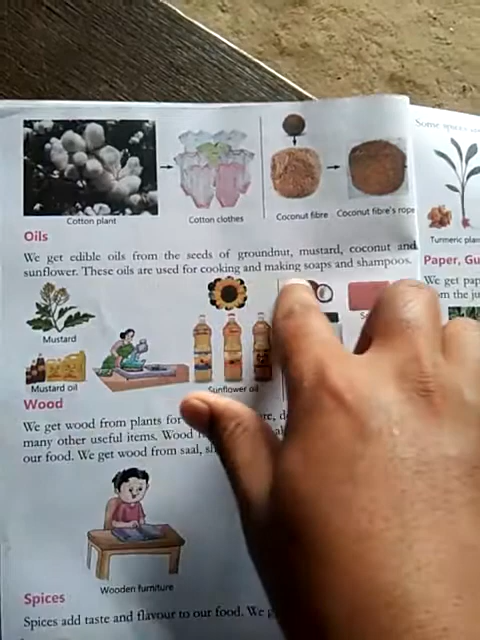 Cotton plant
Cotton clothes
Coconut fibre
Coconut fibre's rope
Oils
We get edible oils from the seeds of groundnut, mustard, coconut and
sunflower. These oils are used for cooking and making soaps and shampoos.
Mustard
Mustard oil
Sunflower oil
Wood
We get wood from plants for
many other useful items. Wood
our food. We get wood from saal,
Wooden furniture
Spices
Spices add taste and flavour to our food. We
Some
Turmeric plan
Paper, Gu
We get pap
om the ju